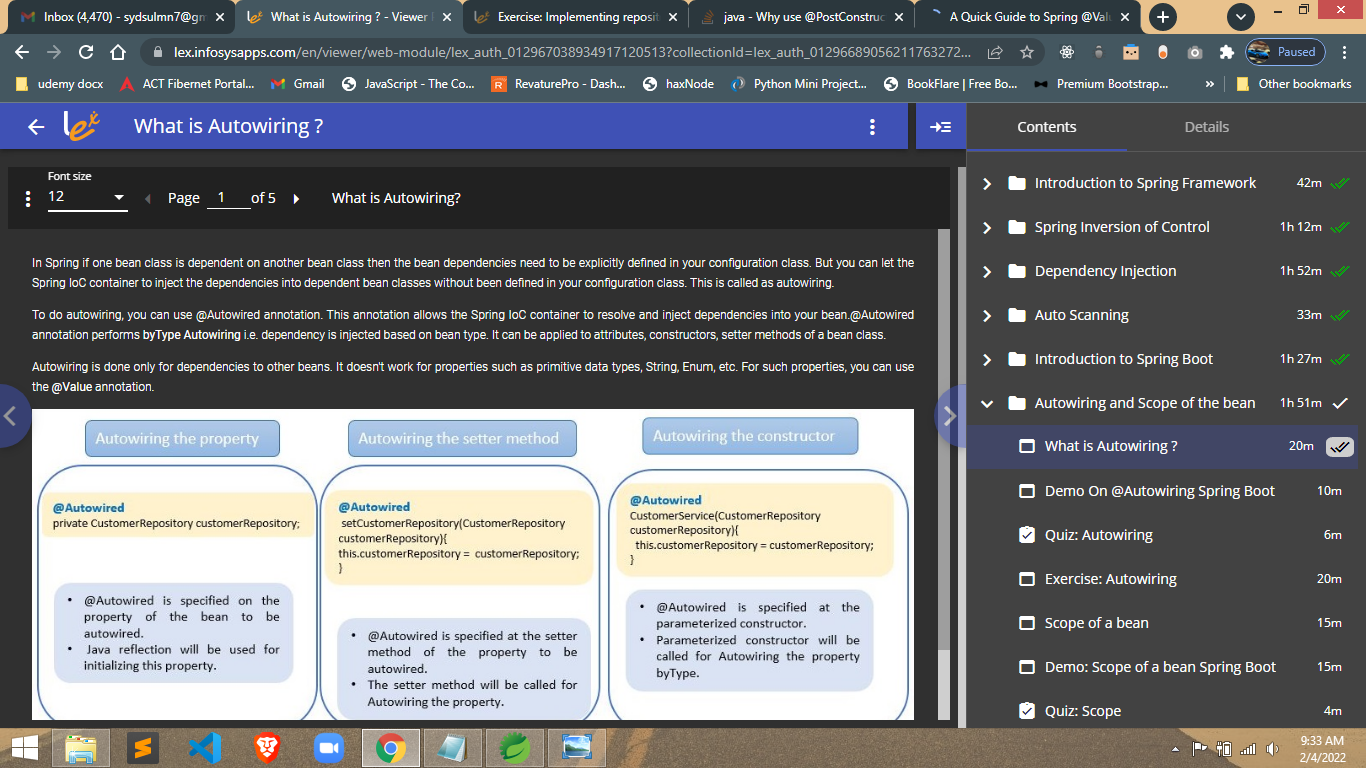 Inbox (4,470) - sydsulmn7@gm
What is Autowiring ? - Viewer
Exercise: Implementing reposit
java - Why use @PostConstruc
A Quick Guide to Spring @Valu
lex.infosysapps.com/en/viewer/web-module/lex_auth_012967038934917120513?collectionId=lex_auth_01296689056211763272...
Paused
udemy docx
ACT Fibernet Portal...
Gmail
JavaScript - The Co...
RevaturePro - Dash...
haxNode
Python Mini Project...
BookFlare | Free Bo...
Premium Bootstrap...
»
Other bookmarks
lex
What is Autowiring ?
Contents
Details
Font size
12
Page 1 of 5
What is Autowiring?
In Spring if one bean class is dependent on another bean class then the bean dependencies need to be explicitly defined in your configuration class. But you can let the
Spring IoC container to inject the dependencies into dependent bean classes without been defined in your configuration class. This is called as autowiring.
To do autowiring, you can use @Autowired annotation. This annotation allows the Spring IoC container to resolve and inject dependencies into your bean.@Autowired
annotation performs byType Autowiring i.e. dependency is injected based on bean type. It can be applied to attributes, constructors, setter methods of a bean class.
Autowiring is done only for dependencies to other beans. It doesn't work for properties such as primitive data types, String, Enum, etc. For such properties, you can use
the @Value annotation.
Autowiring the property
@Autowired
private CustomerRepository customerRepository;
• @Autowired is specified on the
property of the bean to be
autowired.
• Java reflection will be used for
initializing this property.
Autowiring the setter method
@Autowired
setCustomerRepository(CustomerRepository
customerRepository){
this.customerRepository = customerRepository;
}
• @Autowired is specified at the setter
method of the property to be
autowired.
• The setter method will be called for
Autowiring the property.
Autowiring the constructor
@Autowired
CustomerService(CustomerRepository
customerRepository){
this.customerRepository = customerRepository;
}
• @Autowired is specified at the
parameterized constructor.
• Parameterized constructor will be
called for Autowiring the property
byType.
Introduction to Spring Framework 42m
Spring Inversion of Control 1h 12m
Dependency Injection 1h 52m
Auto Scanning 33m
Introduction to Spring Boot 1h 27m
Autowiring and Scope of the bean 1h 51m
What is Autowiring ? 20m
Demo On @Autowiring Spring Boot 10m
Quiz: Autowiring 6m
Exercise: Autowiring 20m
Scope of a bean 15m
Demo: Scope of a bean Spring Boot 15m
Quiz: Scope 4m
9:33 AM
2/4/2022